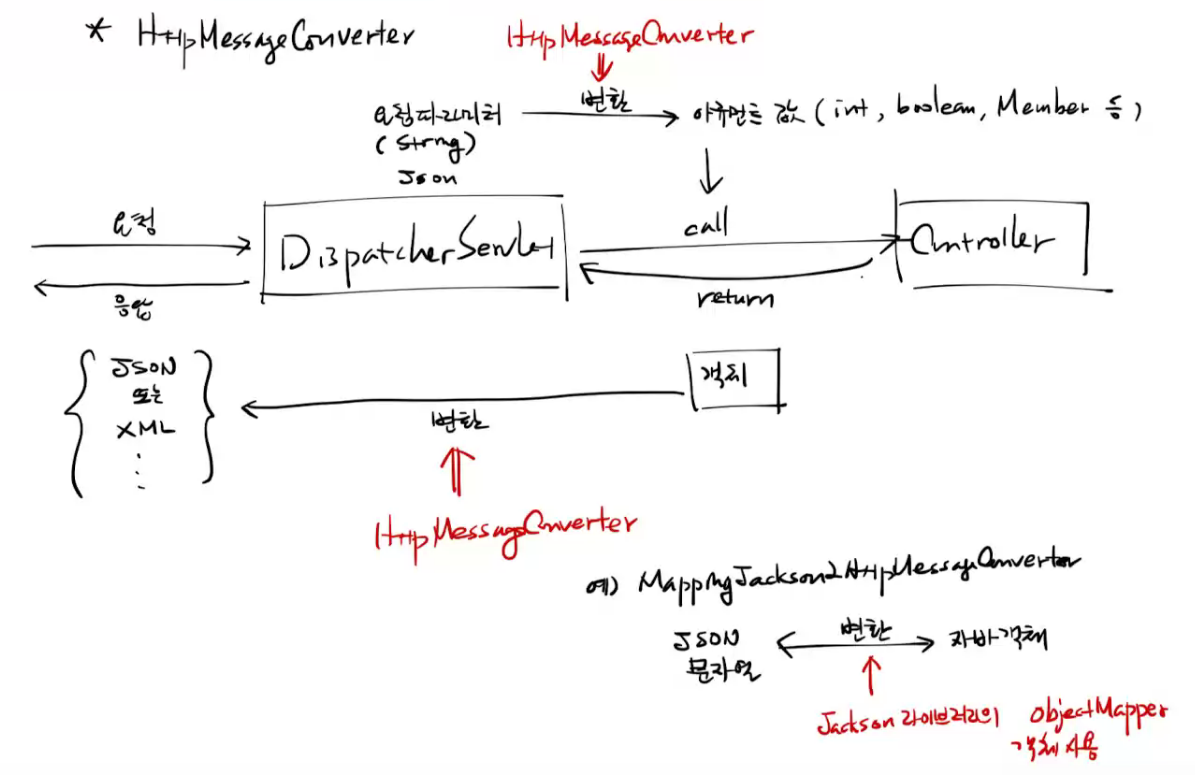 * HttpMessageConverter
HttpMessageConverter
변환
요청파라미터
(String)
Json
아규먼트 값 (int, boolean, Member 등)
요청
응답
DispatcherServlet
call
return
Controller
객체
JSON
또는
XML
변환
HttpMessageConverter
예) MappingJackson2HttpMessageConverter
JSON
문자열
변환
자바객체
Jackson 라이브러리의 ObjectMapper
객체 사용